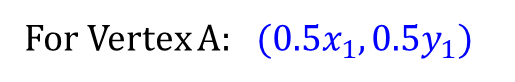 For Vertex A: (0.5x₁, 0.5y₁)